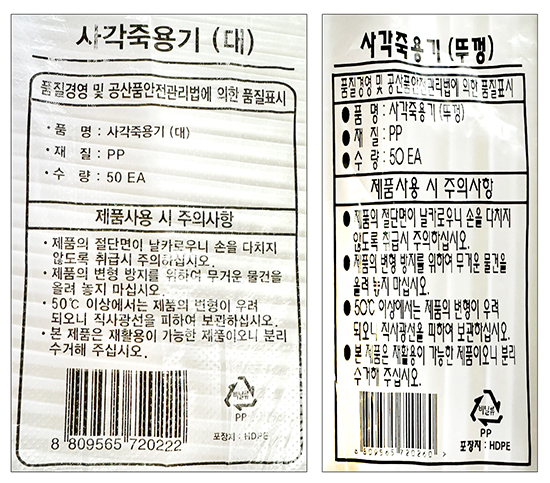 사각죽용기 (대)
품질경영 및 공산품안전관리법에 의한 품질표시
· 품 명 : 사각죽용기 (대)
· 재 질 : PP
· 수 량 : 50 EA
제품사용 시 주의사항
· 제품의 절단면이 날카로우니 손을 다치지
않도록 취급시 주의하십시오.
· 제품의 변형 방지를 위하여 무거운 물건을
올려 놓지 마십시오.
· 50℃ 이상에서는 제품의 변형이 우려
되오니 직사광선을 피하여 보관하십시오.
· 본 제품은 재활용이 가능한 제품이오니 분리
수거해 주십시오.
비닐류
PP
8 809565 720222
포장지 : HDPE
사각죽용기 (뚜껑)
품질경영 및 공산품안전관리법에 의한 품질표시
● 품 명 : 사각죽용기 (뚜껑)
● 재 질 : PP
● 수 량 : 50 EA
제품사용 시 주의사항
● 제품의 절단면이 날카로우니 손을 다치지
않도록 취급시 주의하십시오.
● 제품의 변형 방지를 위하여 무거운 물건을
올려 놓지 마십시오.
● 50℃ 이상에서는 제품의 변형이 우려
되오니 직사광선을 피하여 보관하십시오.
● 본 제품은 재활용이 가능한 제품이오니 분리
수거해 주십시오.
비닐류
PP
8 809565 720260
포장지 : HDPE